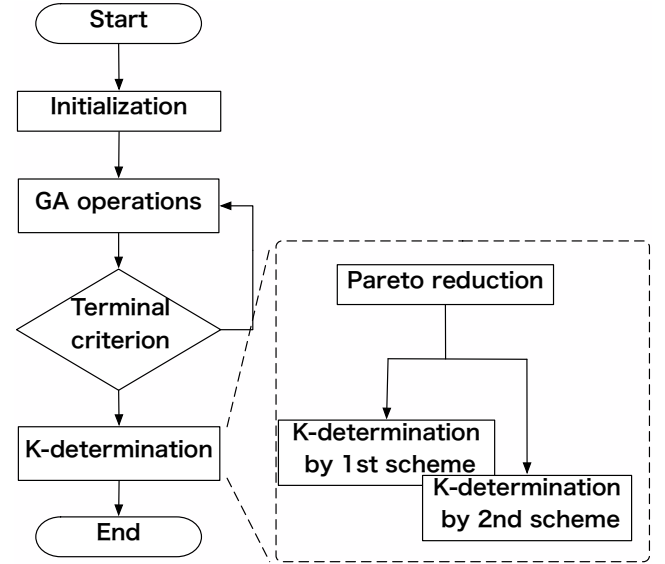 Start
Initialization
GA operations
Terminal
criterion
K-determination
End
Pareto reduction
K-determination
by 1st scheme
K-determination
by 2nd scheme